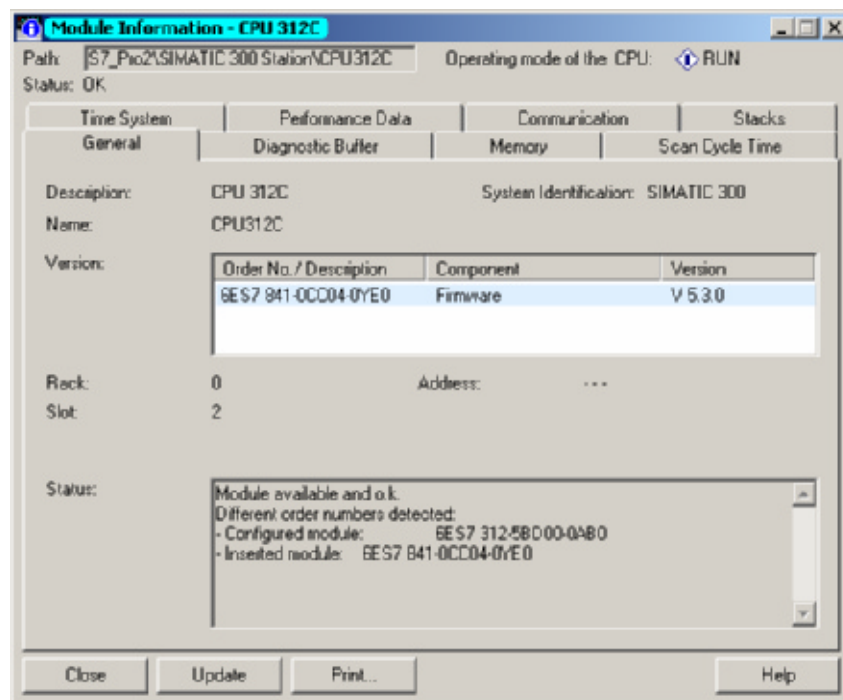 Module Information - CPU 312C
Path: S7_Pro2\SIMATIC 300 Station\CPU312C Operating mode of the CPU: RUN
Status: OK
Time System Performance Data Communication Stacks
General Diagnostic Buffer Memory Scan Cycle Time
Description: CPU 312C System Identification: SIMATIC 300
Name: CPU312C
Version: Order No./ Description Component Version
6ES7 841-0CC04-0YE0 Firmware V 5.3.0
Rack: 0 Address: ---
Slot: 2
Status: Module available and o.k.
Different order numbers detected:
- Configured module: 6ES7 312-5BD00-0AB0
- Inserted module: 6ES7 841-0CC04-0YE0
Close Update Print... Help